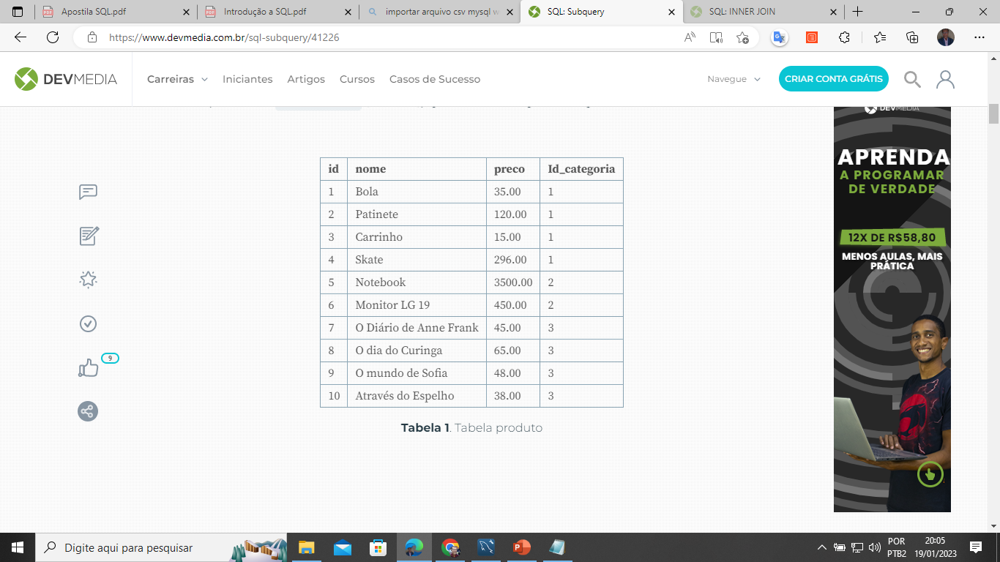 Apostila SQL.pdf
Introdução a SQL.pdf
importar arquivo csv mysql w
SQL: Subquery
SQL: INNER JOIN
https://www.devmedia.com.br/sql-subquery/41226
DEVMEDIA
Carreiras
Iniciantes
Artigos
Cursos
Casos de Sucesso
Navegue
CRIAR CONTA GRÁTIS
id nome preco Id_categoria
1 Bola 35.00 1
2 Patinete 120.00 1
3 Carrinho 15.00 1
4 Skate 296.00 1
5 Notebook 3500.00 2
6 Monitor LG 19 450.00 2
7 O Diário de Anne Frank 45.00 3
8 O dia do Curinga 65.00 3
9 O mundo de Sofia 48.00 3
10 Através do Espelho 38.00 3
Tabela 1. Tabela produto
9
DEVMEDIA
APRENDA
A PROGRAMAR
DE VERDADE
12X DE R$58,80
MENOS AULAS, MAIS
PRÁTICA
Digite aqui para pesquisar
POR
PTB2
20:05
19/01/2023